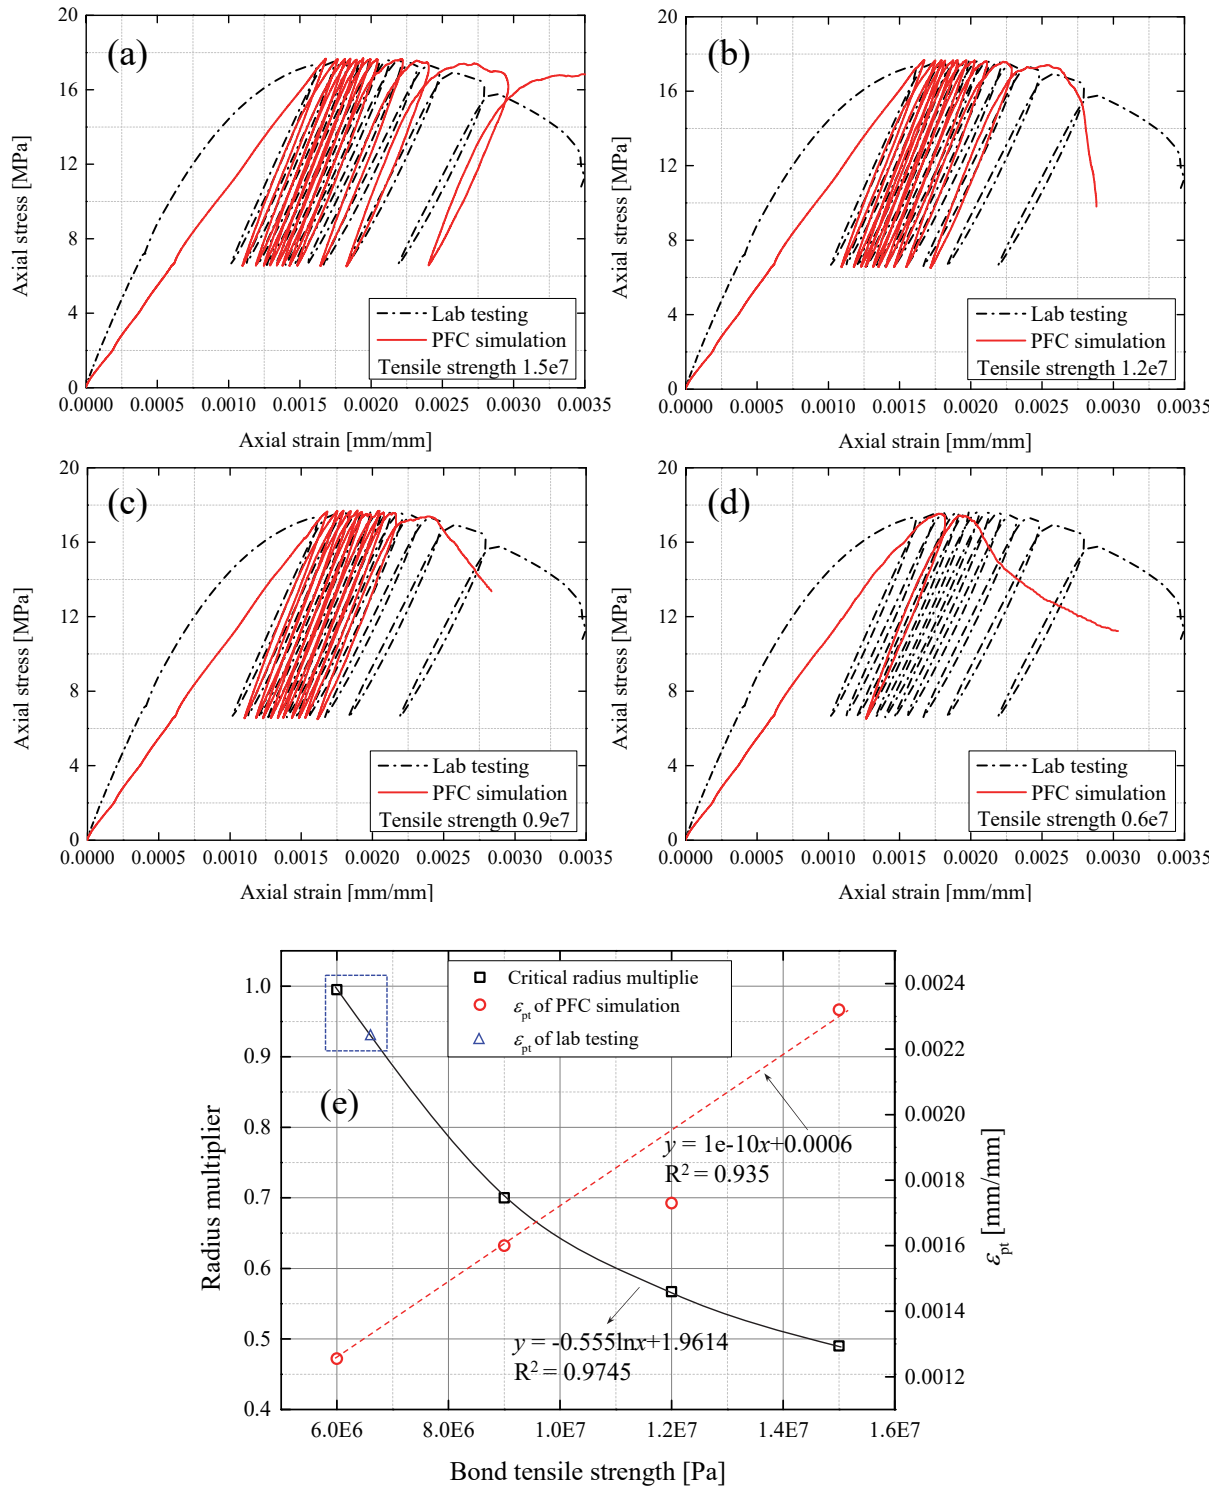 (a)
20
16
12
8
4
0
Axial stress [MPa]
Lab testing
PFC simulation
Tensile strength 1.5e7
0.0000 0.0005 0.0010 0.0015 0.0020 0.0025 0.0030 0.0035
Axial strain [mm/mm]
(b)
20
16
12
8
4
0
Axial stress [MPa]
Lab testing
PFC simulation
Tensile strength 1.2e7
0.0000 0.0005 0.0010 0.0015 0.0020 0.0025 0.0030 0.0035
Axial strain [mm/mm]
(c)
20
16
12
8
4
0
Axial stress [MPa]
Lab testing
PFC simulation
Tensile strength 0.9e7
0.0000 0.0005 0.0010 0.0015 0.0020 0.0025 0.0030 0.0035
Axial strain [mm/mm]
(d)
20
16
12
8
4
0
Axial stress [MPa]
Lab testing
PFC simulation
Tensile strength 0.6e7
0.0000 0.0005 0.0010 0.0015 0.0020 0.0025 0.0030 0.0035
Axial strain [mm/mm]
(e)
1.0
0.9
0.8
0.7
0.6
0.5
0.4
Radius multiplier
Critical radius multiplie
εpt of PFC simulation
εpt of lab testing
y = 1e-10x+0.0006
R² = 0.935
y = -0.555lnx+1.9614
R² = 0.9745
0.0024
0.0022
0.0020
0.0018
0.0016
0.0014
0.0012
εpt [mm/mm]
6.0E6 8.0E6 1.0E7 1.2E7 1.4E7 1.6E7
Bond tensile strength [Pa]